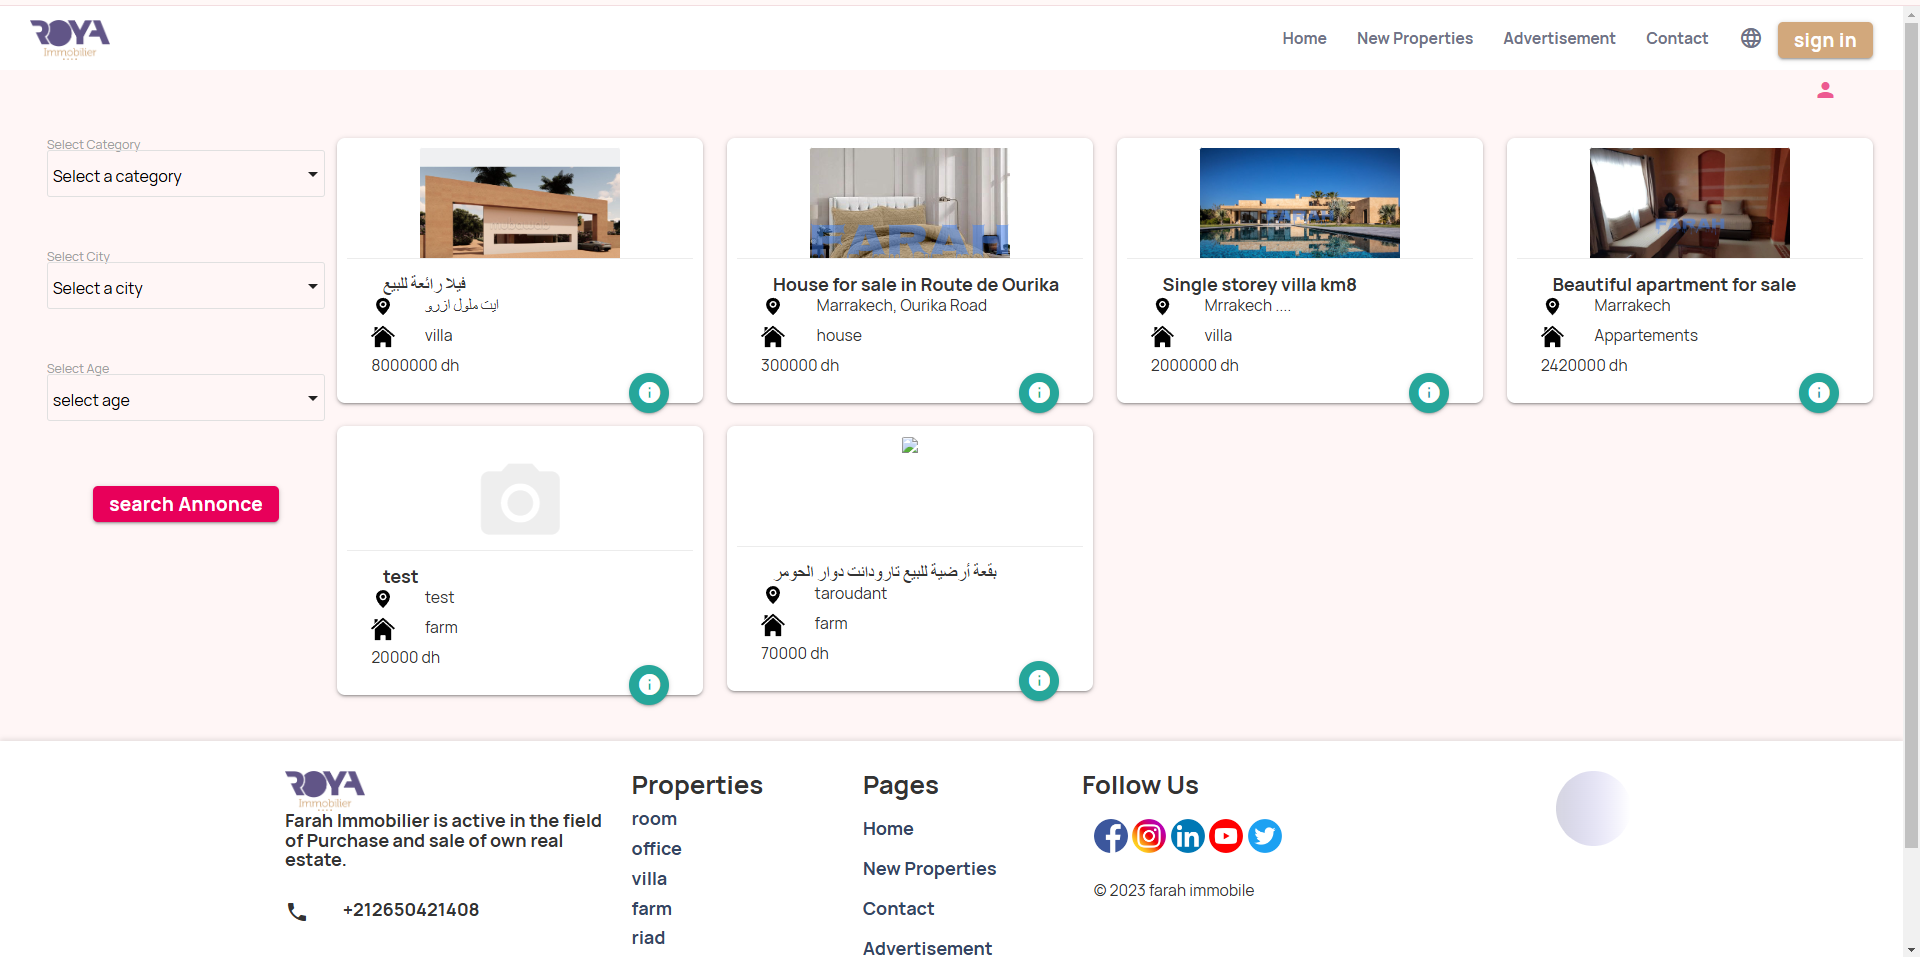 ROYA
Immobilier
Home
New Properties
Advertisement
Contact
sign in
Select Category
Select a category
Select City
Select a city
Select Age
select age
search Annonce
فيلا رائعة للبيع
ايت ملول ازرو
villa
8000000 dh
FARAH
House for sale in Route de Ourika
Marrakech, Ourika Road
house
300000 dh
Single storey villa km8
Mrrakech ....
villa
2000000 dh
FARAH
Beautiful apartment for sale
Marrakech
Appartements
2420000 dh
test
test
farm
20000 dh
بقعة أرضية للبيع تارودانت دوار الحومر
taroudant
farm
70000 dh
ROYA
Immobilier
Farah Immobilier is active in the field
of Purchase and sale of own real
estate.
+212650421408
Properties
room
office
villa
farm
riad
Pages
Home
New Properties
Contact
Advertisement
Follow Us
© 2023 farah immobile